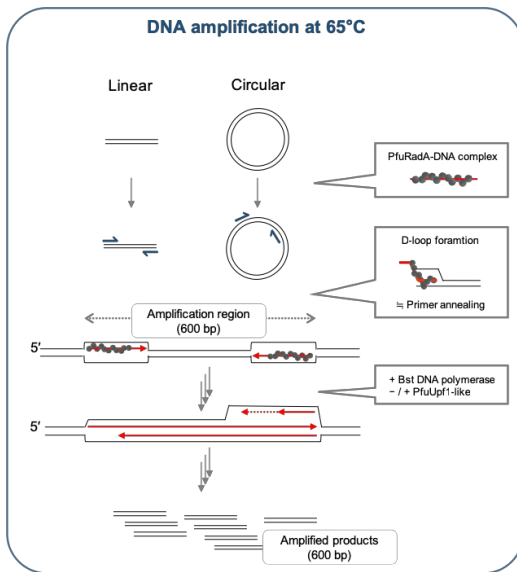 DNA amplification at 65°C
Linear
Circular
PfuRadA-DNA complex
D-loop foramtion
≒ Primer annealing
Amplification region
(600 bp)
5′
+ Bst DNA polymerase
− / + PfuUpf1-like
5′
Amplified products
(600 bp)